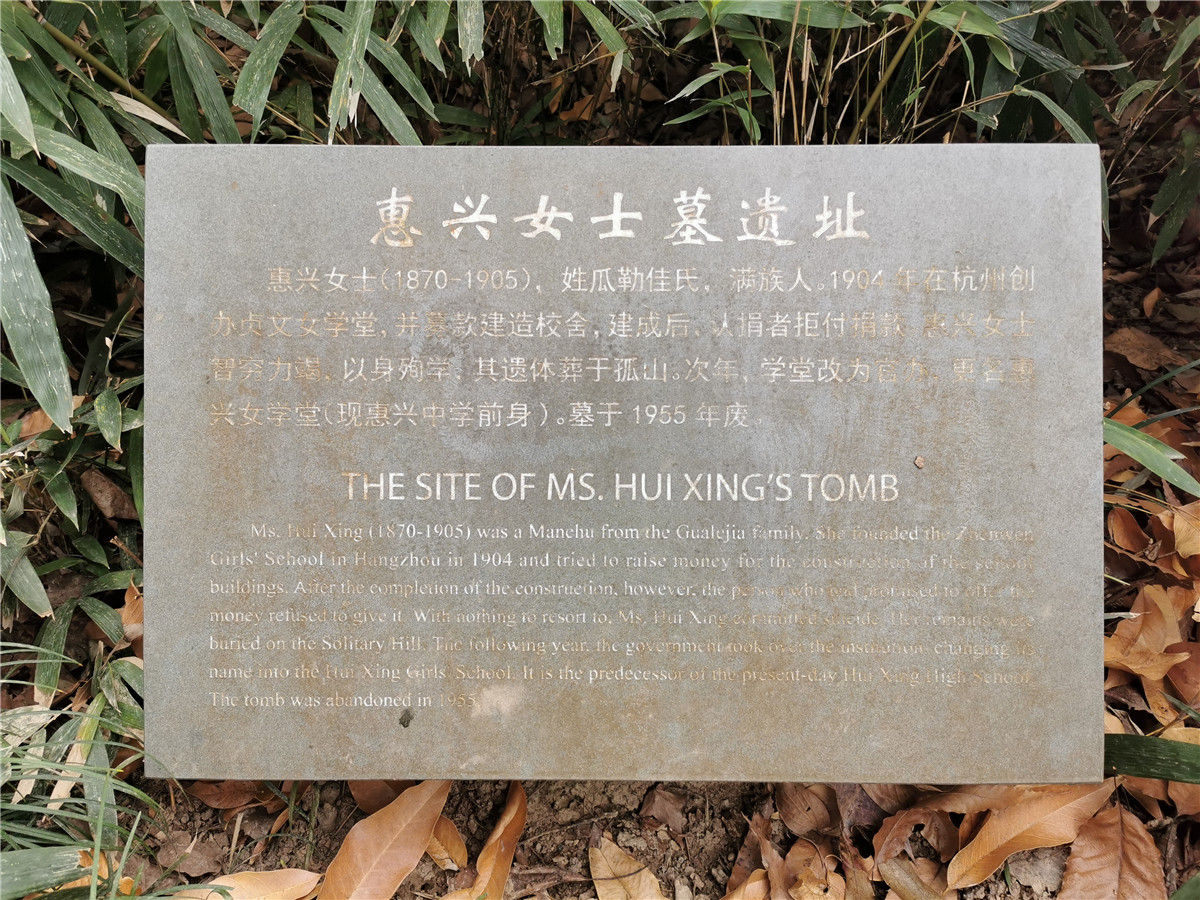 惠兴女士墓遗址
惠兴女士(1870-1905)，姓瓜勒佳氏，满族人。1904年在杭州创
办贞文女学堂，并募款建造校舍，建成后，认捐者拒付捐款，惠兴女士
智穷力竭，以身殉学，其遗体葬于孤山。次年，学堂改为官办，更名惠
兴女学堂(现惠兴中学前身)。墓于1955年废。
THE SITE OF MS. HUI XING'S TOMB
Ms. Hui Xing (1870-1905) was a Manchu from the Gualejia family. She founded the Zhenwen
Girls' School in Hangzhou in 1904 and tried to raise money for the construction of the school
buildings. After the completion of the construction, however, the person who had promised to offer the
money refused to give it. With nothing to resort to, Ms. Hui Xing committed suicide. Her remains were
buried on the Solitary Hill. The following year, the government took over the institution, changing its
name into the Hui Xing Girls' School. It is the predecessor of the present-day Hui Xing High School.
The tomb was abandoned in 1955.